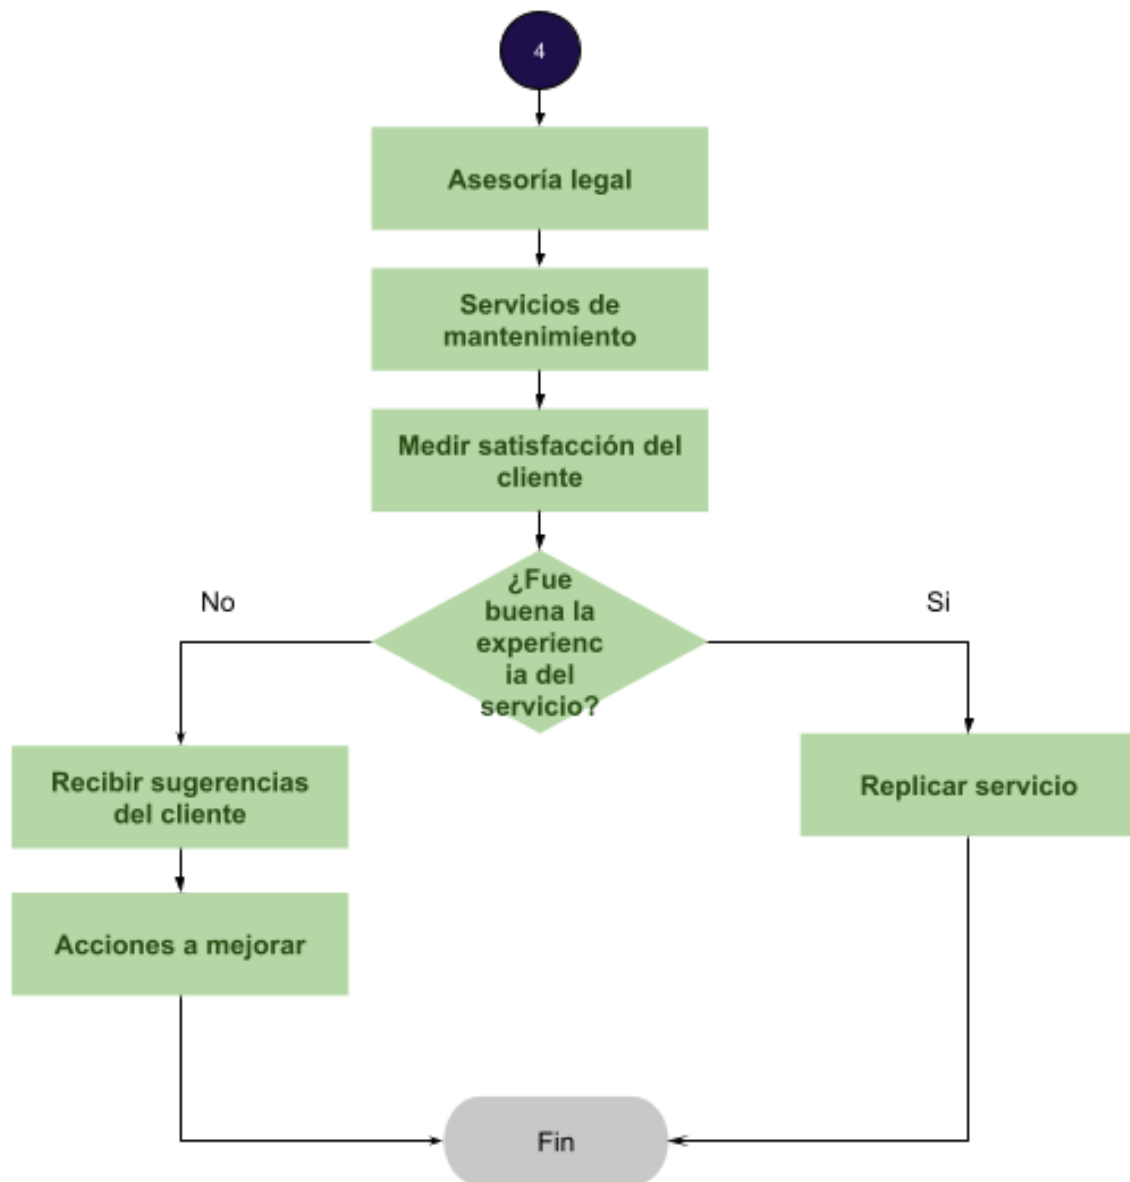 4
Asesoría legal
Servicios de
mantenimiento
Medir satisfacción del
cliente
¿Fue
buena la
experienc
ia del
servicio?
No
Si
Recibir sugerencias
del cliente
Replicar servicio
Acciones a mejorar
Fin